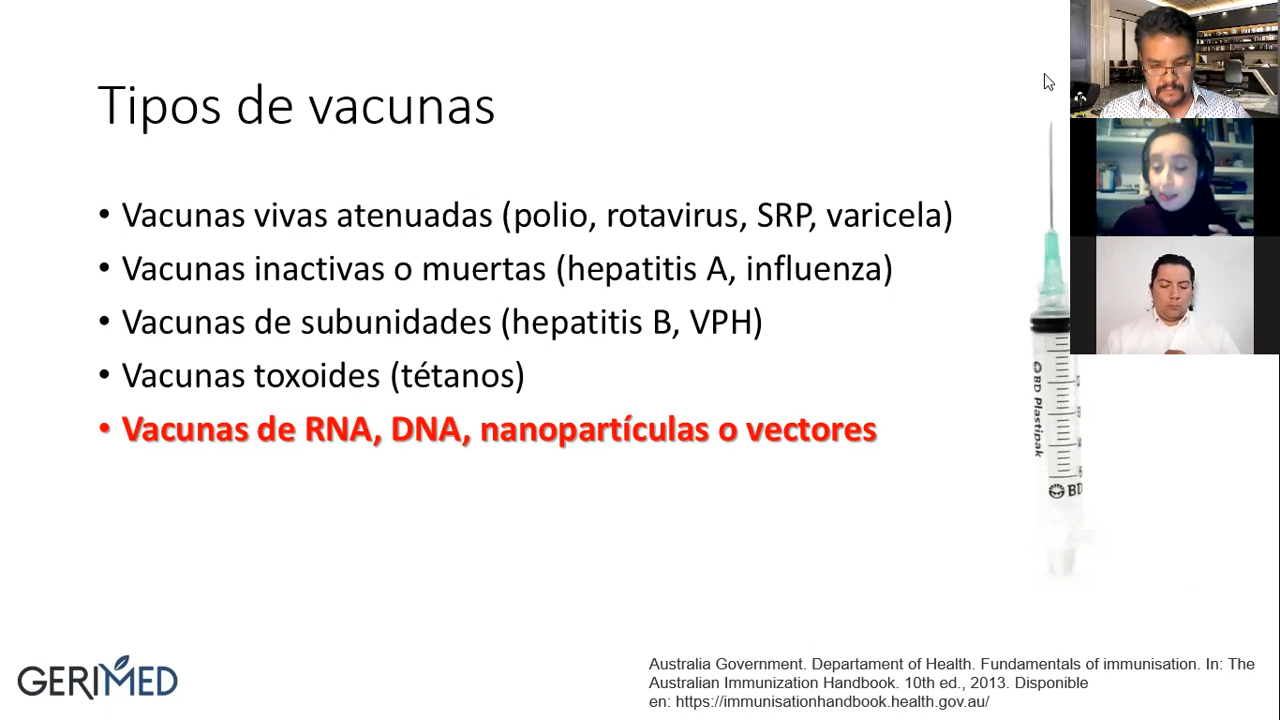 Tipos de vacunas
• Vacunas vivas atenuadas (polio, rotavirus, SRP, varicela)
• Vacunas inactivas o muertas (hepatitis A, influenza)
• Vacunas de subunidades (hepatitis B, VPH)
• Vacunas toxoides (tétanos)
• Vacunas de RNA, DNA, nanopartículas o vectores
BD Plastipak
BD
GERIMED
Australia Government. Departament of Health. Fundamentals of immunisation. In: The
Australian Immunization Handbook. 10th ed., 2013. Disponible
en: https://immunisationhandbook.health.gov.au/